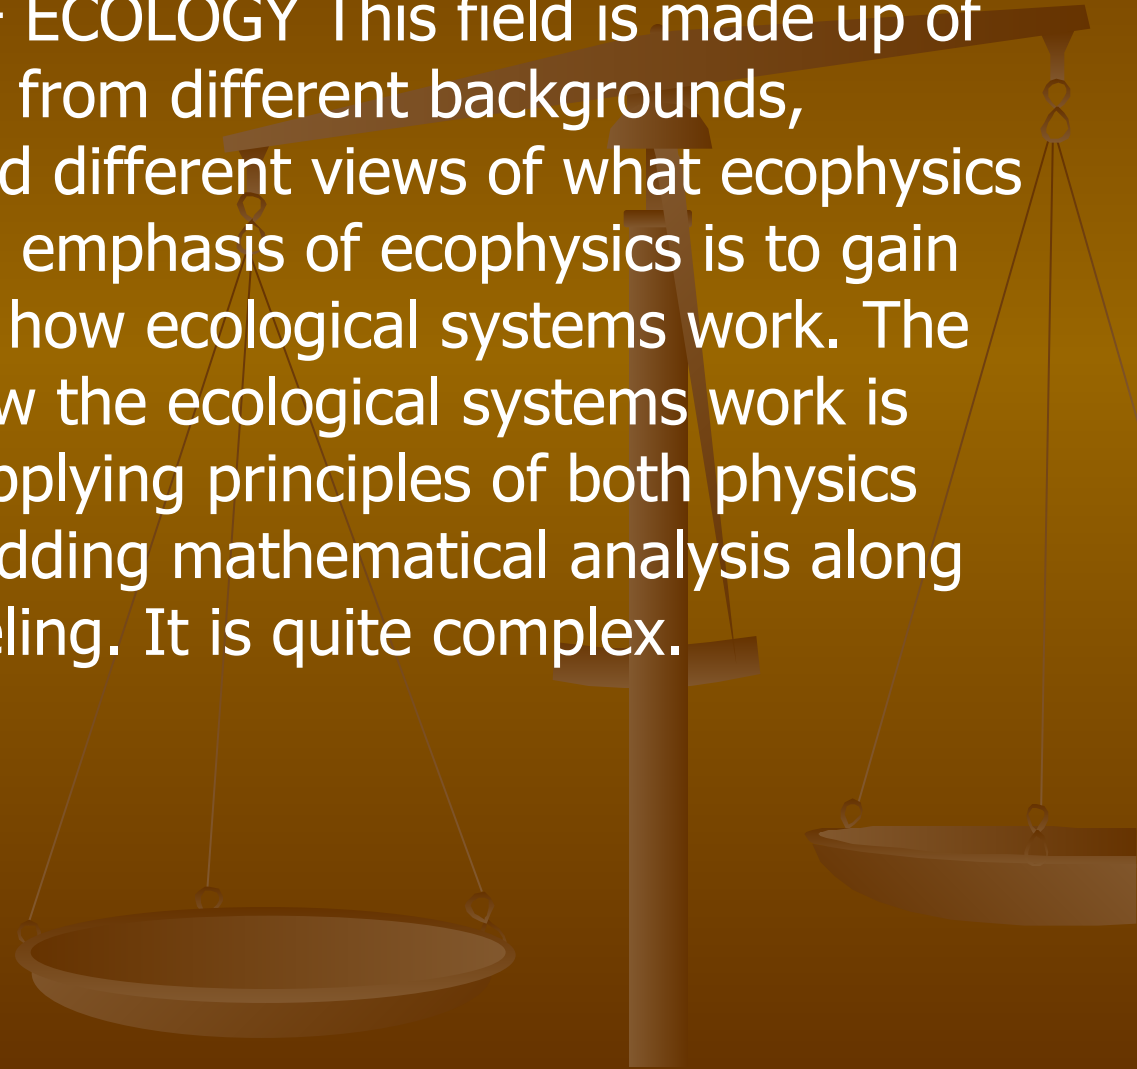 ECOLOGY This field is made up of
from different backgrounds,
d different views of what ecophysics
emphasis of ecophysics is to gain
how ecological systems work. The
w the ecological systems work is
pplying principles of both physics
dding mathematical analysis along
eling. It is quite complex.